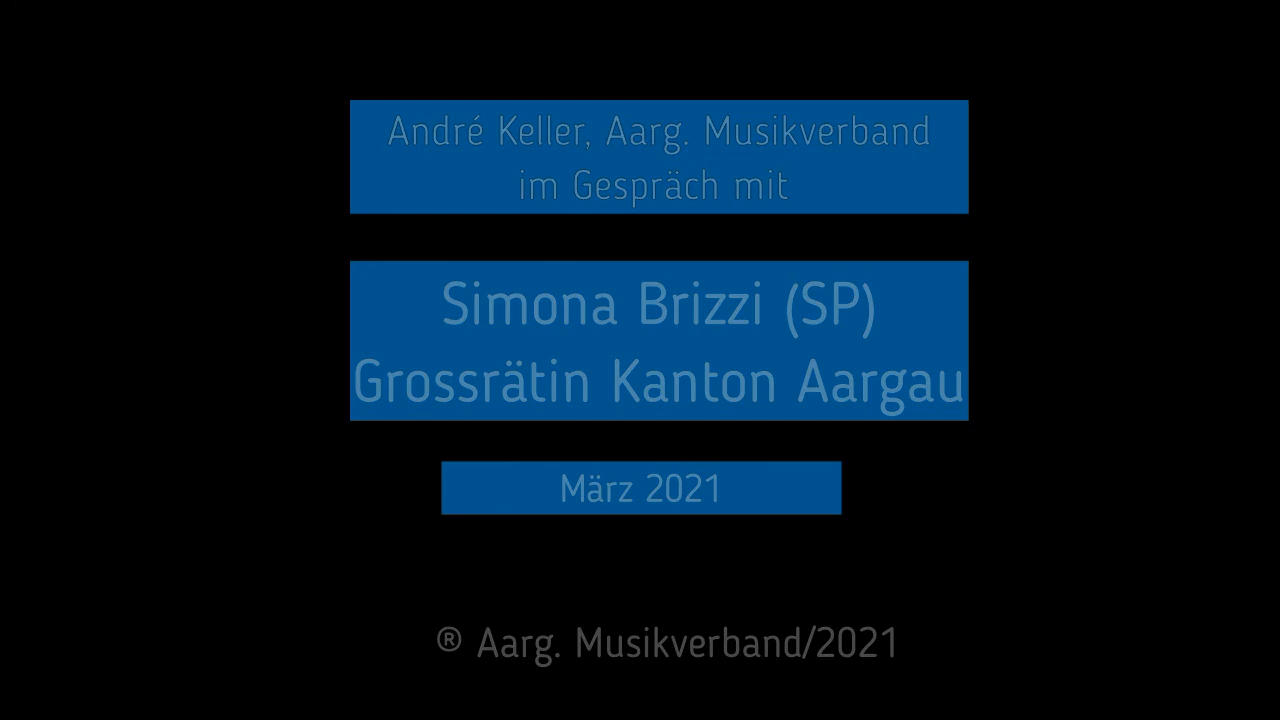 André Keller, Aarg. Musikverband
im Gespräch mit
Simona Brizzi (SP)
Grossrätin Kanton Aargau
März 2021
® Aarg. Musikverband/2021